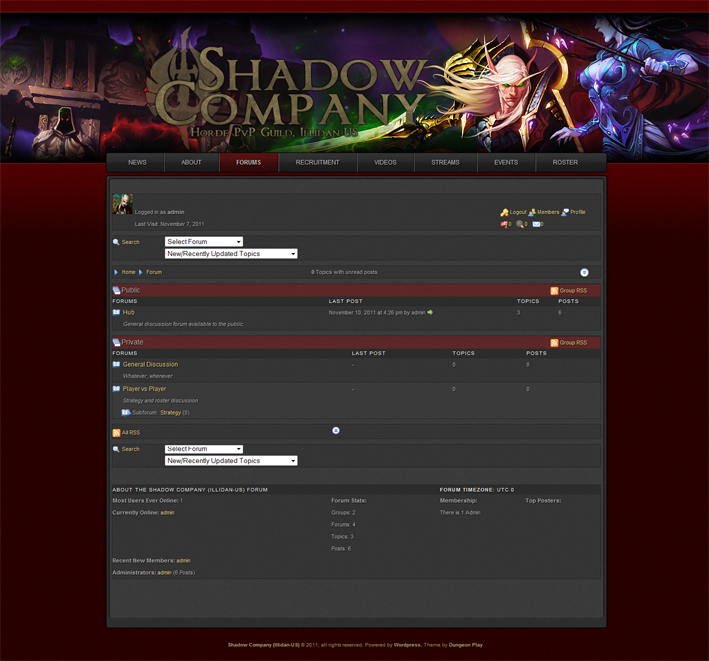 Shadow
Company
Horde PvP Guild, Illidan US
NEWS ABOUT FORUMS RECRUITMENT VIDEOS STREAMS EVENTS ROSTER
Logged in as admin Logout Members Profile
Last Visit: November 7, 2011 0 0 0
Search Select Forum
New/Recently Updated Topics
Home Forum 0 Topics with unread posts
Public Group RSS
FORUMS LAST POST TOPICS POSTS
Hub November 10, 2011 at 4:26 pm by admin 3 6
General discussion forum available to the public
Private Group RSS
FORUMS LAST POST TOPICS POSTS
General Discussion - 0
Whatever, whenever
Player vs Player - 0 0
Strategy and roster discussion
Subforum: Strategy (0)
All RSS
Search Select Forum
New/Recently Updated Topics
ABOUT THE SHADOW COMPANY (ILLIDAN-US) FORUM FORUM TIMEZONE: UTC 0
Most Users Ever Online: 1 Forum Stats: Membership: Top Posters:
Currently Online: admin Groups: 2 There is 1 Admin
Forums: 4
Topics: 3
Posts: 6
Recent New Members: admin
Administrators: admin (6 Posts)
Shadow Company (Illidan-US) © 2011; all rights reserved. Powered by Wordpress, Theme by Dungeon Play.